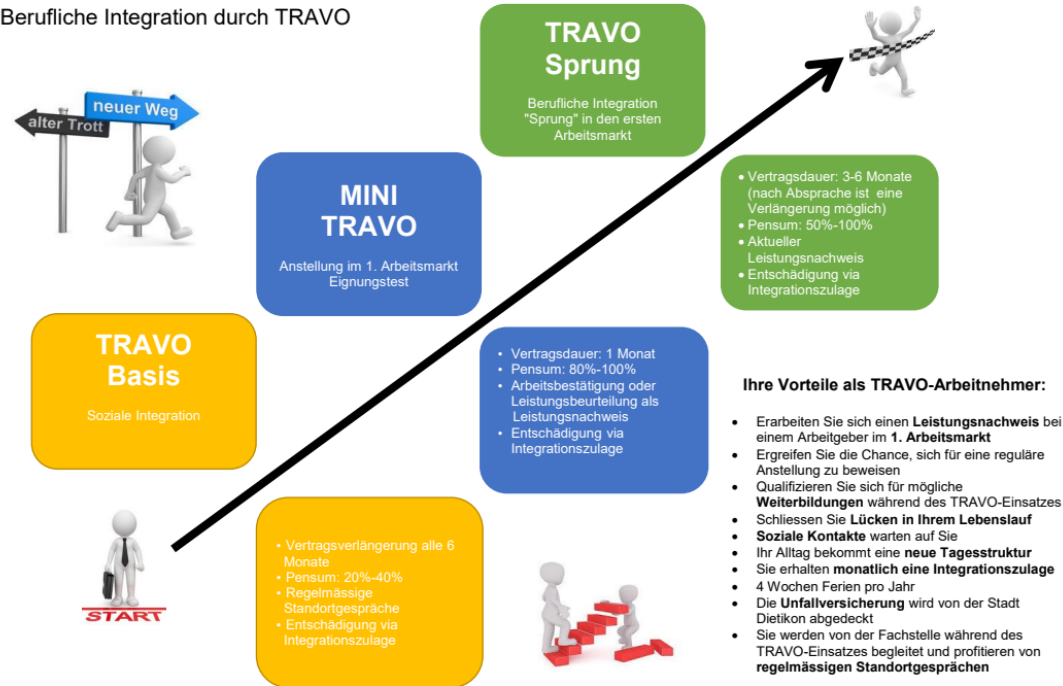 Berufliche Integration durch TRAVO
neuer Weg
alter Trott
TRAVO
Sprung
Berufliche Integration
"Sprung" in den ersten
Arbeitsmarkt
MINI
TRAVO
Anstellung im 1. Arbeitsmarkt
Eignungstest
• Vertragsdauer: 3-6 Monate
(nach Absprache ist eine
Verlängerung möglich)
• Pensum: 50%-100%
• Aktueller
Leistungsnachweis
• Entschädigung via
Integrationszulage
TRAVO
Basis
Soziale Integration
• Vertragsdauer: 1 Monat
• Pensum: 80%-100%
• Arbeitsbestätigung oder
Leistungsbeurteilung als
Leistungsnachweis
• Entschädigung via
Integrationszulage
START
• Vertragsverlängerung alle 6
Monate
• Pensum: 20%-40%
• Regelmässige
Standortgespräche
• Entschädigung via
Integrationszulage
Ihre Vorteile als TRAVO-Arbeitnehmer:
• Erarbeiten Sie sich einen Leistungsnachweis bei
einem Arbeitgeber im 1. Arbeitsmarkt
• Ergreifen Sie die Chance, sich für eine reguläre
Anstellung zu beweisen
• Qualifizieren Sie sich für mögliche
Weiterbildungen während des TRAVO-Einsatzes
• Schliessen Sie Lücken in Ihrem Lebenslauf
• Soziale Kontakte warten auf Sie
• Ihr Alltag bekommt eine neue Tagesstruktur
• Sie erhalten monatlich eine Integrationszulage
• 4 Wochen Ferien pro Jahr
• Die Unfallversicherung wird von der Stadt
Dietikon abgedeckt
• Sie werden von der Fachstelle während des
TRAVO-Einsatzes begleitet und profitieren von
regelmässigen Standortgesprächen